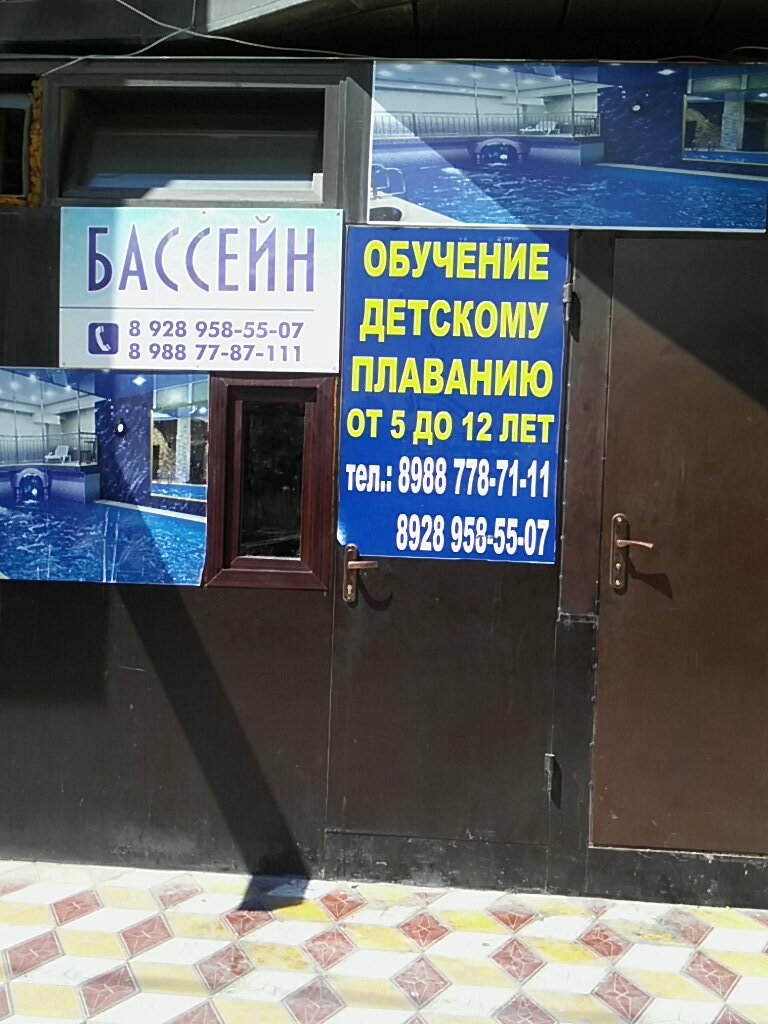 БАССЕЙН
8 928 958-55-07
8 988 77-87-111
ОБУЧЕНИЕ
ДЕТСКОМУ
ПЛАВАНИЮ
ОТ 5 ДО 12 ЛЕТ
тел.: 8988 778-71-11
8928 958-55-07